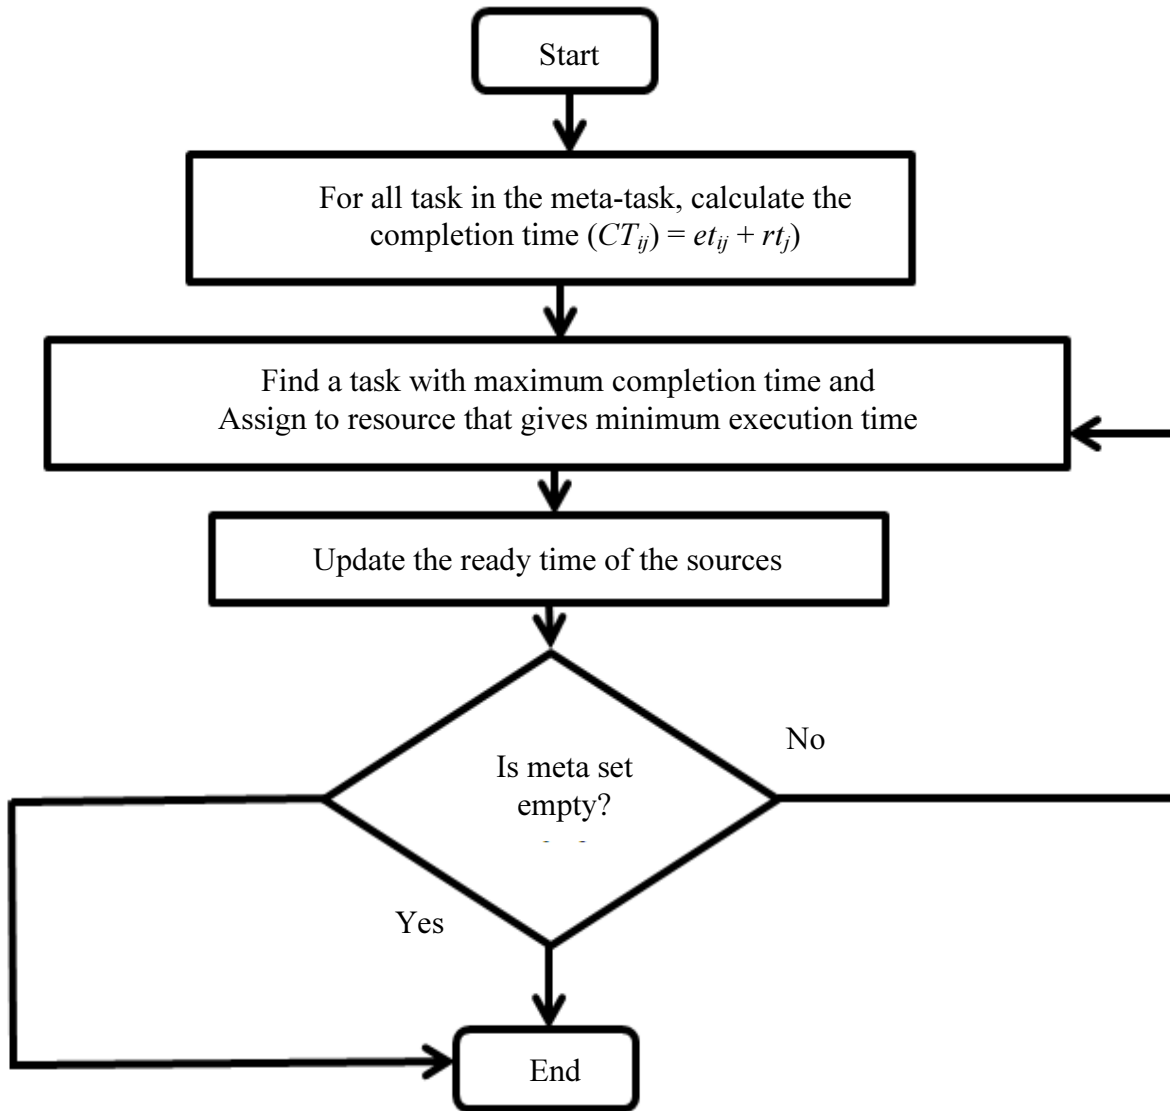 Start
For all task in the meta-task, calculate the
completion time (CTij) = etij + rtj)
Find a task with maximum completion time and
Assign to resource that gives minimum execution time
Update the ready time of the sources
No
Is meta set
empty?
Yes
End